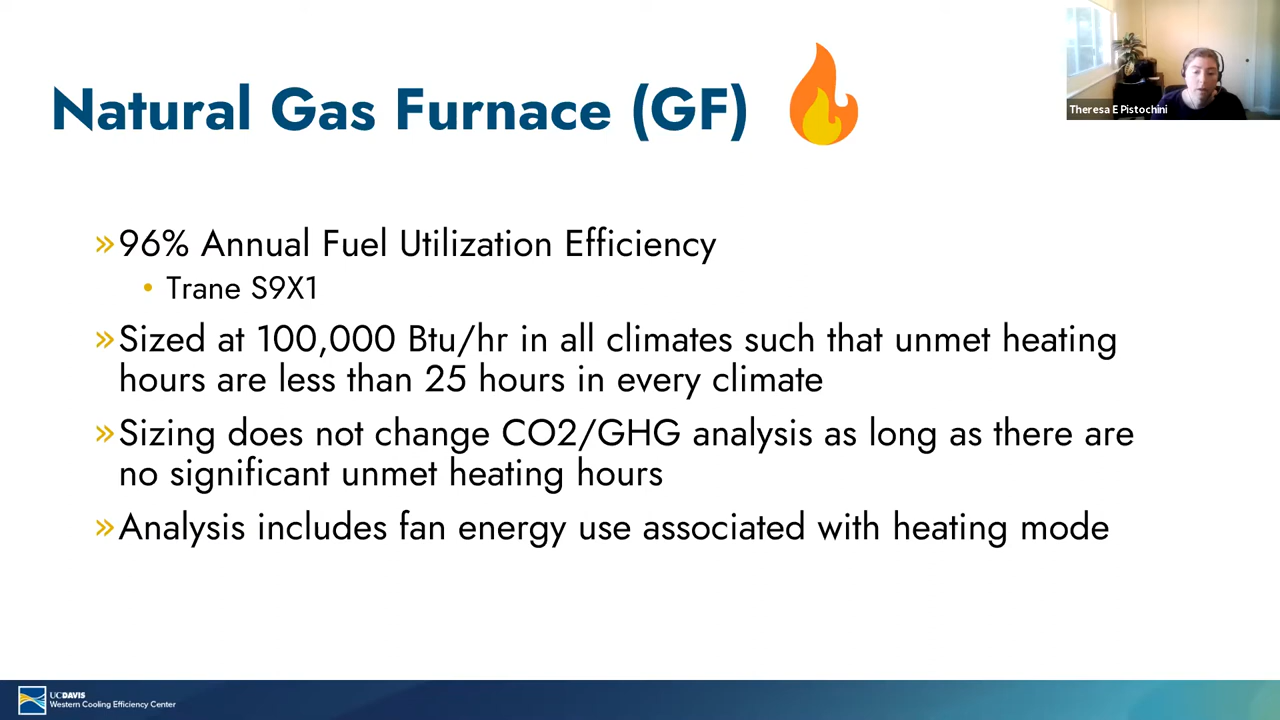 Natural Gas Furnace (GF)
Theresa E Pistochini
»96% Annual Fuel Utilization Efficiency
• Trane S9X1
»Sized at 100,000 Btu/hr in all climates such that unmet heating
hours are less than 25 hours in every climate
»Sizing does not change CO2/GHG analysis as long as there are
no significant unmet heating hours
»Analysis includes fan energy use associated with heating mode
UCDAVIS
Western Cooling Efficiency Center